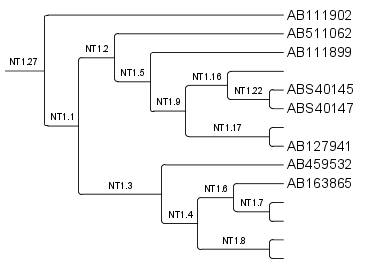 AB111902
AB511062
NT1.2
AB111899
NT1.27
NT1.5
NT1.16
NT1.22
ABS40145
NT1.9
ABS40147
NT1.1
NT1.17
AB127941
AB459532
NT1.3
NT1.6
AB163865
NT1.7
NT1.4
NT1.8